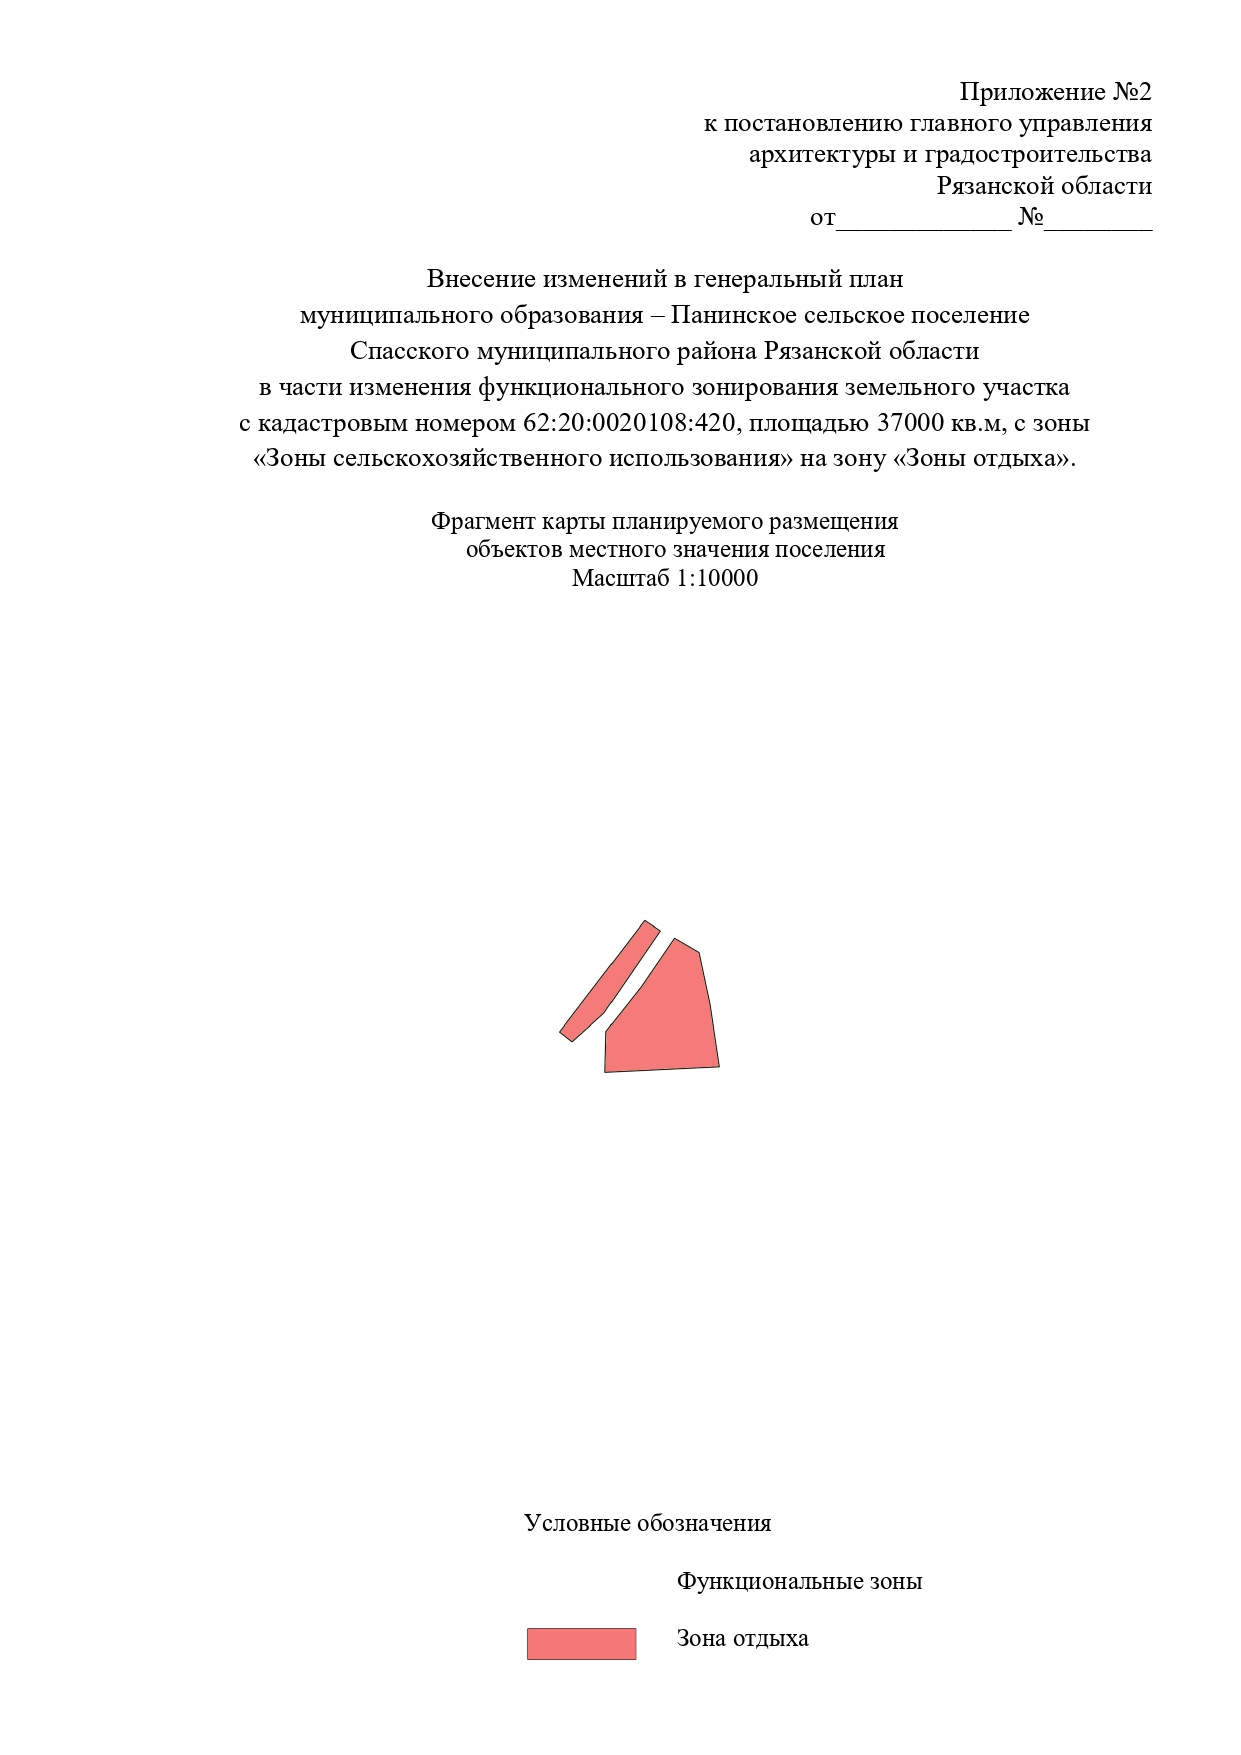 Приложение №2
к постановлению главного управления
архитектуры и градостроительства
Рязанской области
от_____________ №________
Внесение изменений в генеральный план
муниципального образования – Панинское сельское поселение
Спасского муниципального района Рязанской области
в части изменения функционального зонирования земельного участка
с кадастровым номером 62:20:0020108:420, площадью 37000 кв.м, с зоны
«Зоны сельскохозяйственного использования» на зону «Зоны отдыха».
Фрагмент карты планируемого размещения
объектов местного значения поселения
Масштаб 1:10000
Условные обозначения
Функциональные зоны
Зона отдыха